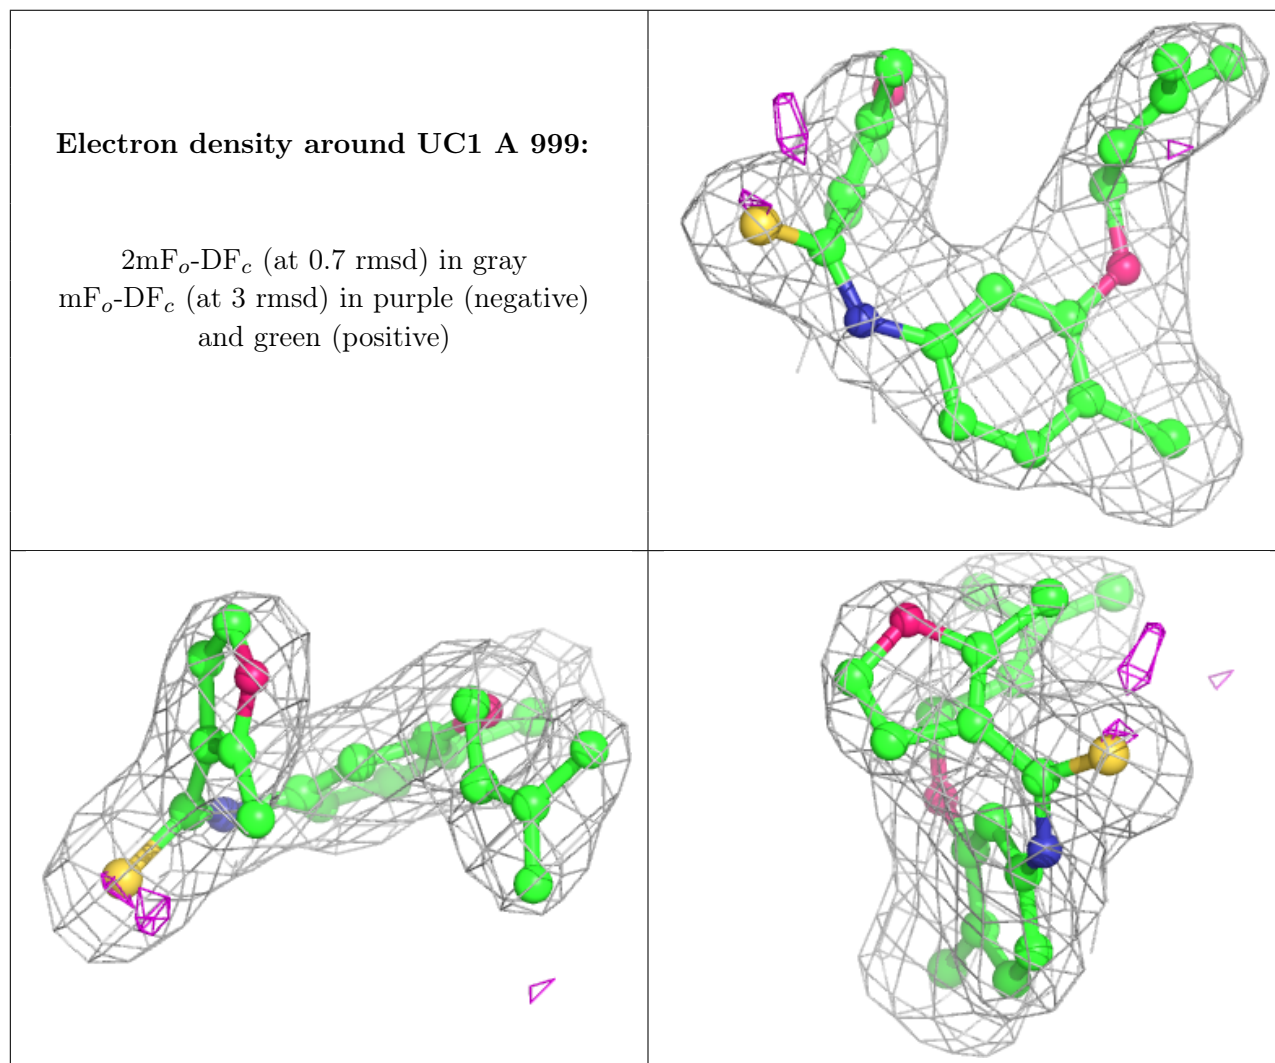 Electron density around UC1 A 999:
2mFo-DFc (at 0.7 rmsd) in gray
mFo-DFc (at 3 rmsd) in purple (negative)
and green (positive)